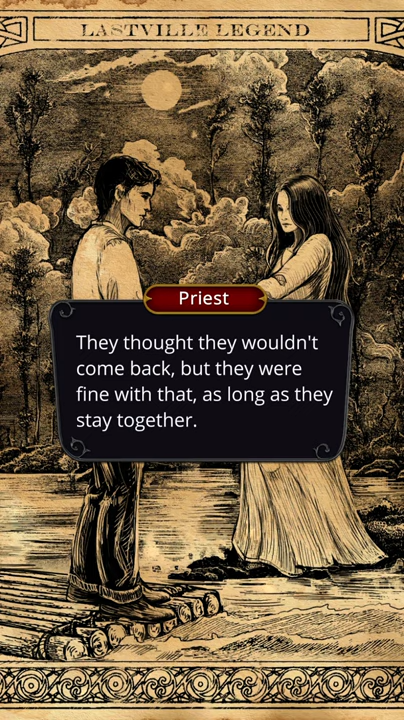 LASTVILLE LEGEND
Priest
They thought they wouldn't
come back, but they were
fine with that, as long as they
stay together.